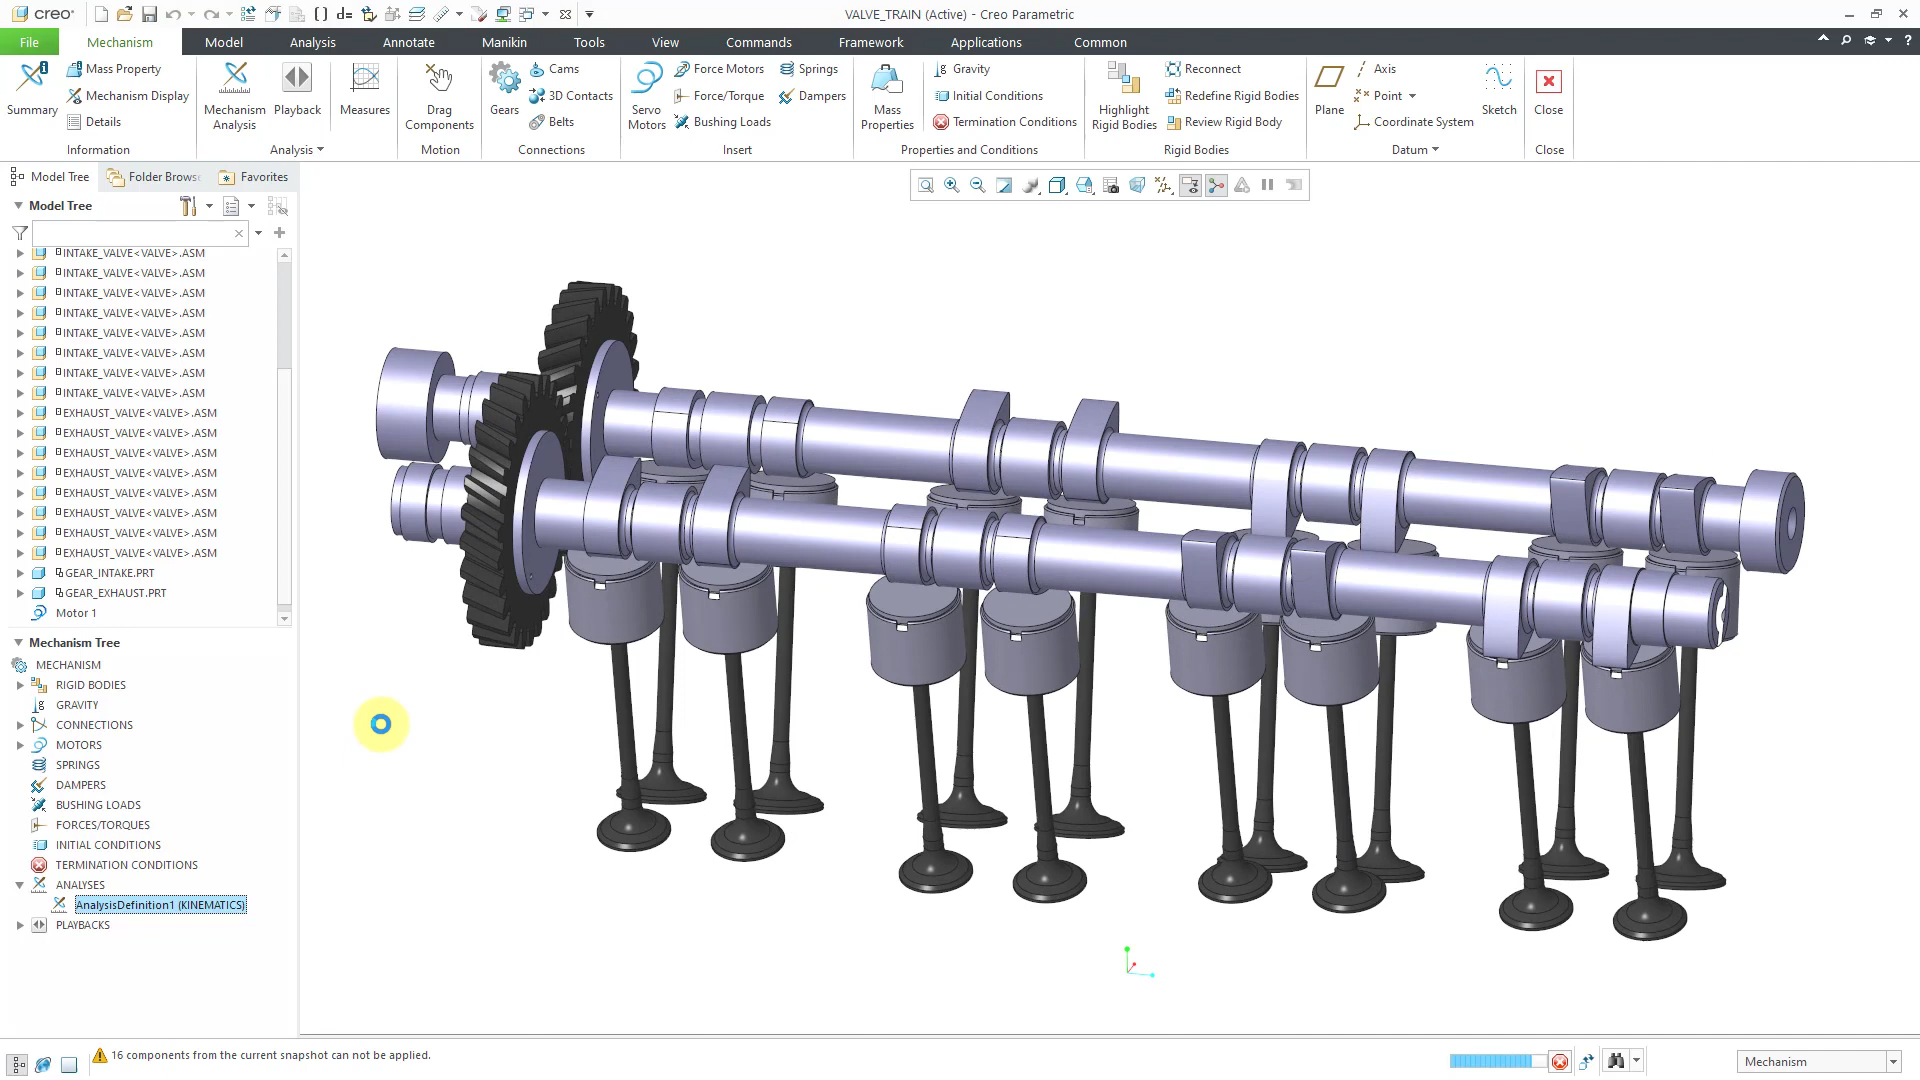 creo
VALVE_TRAIN (Active) - Creo Parametric
File
Mechanism
Model
Analysis
Annotate
Manikin
Tools
View
Commands
Framework
Applications
Common
Summary
Mass Property
Mechanism Display
Details
Information
Mechanism Analysis
Playback
Measures
Analysis
Drag Components
Motion
Gears
Cams
3D Contacts
Belts
Connections
Servo Motors
Force Motors
Force/Torque
Bushing Loads
Springs
Dampers
Insert
Mass Properties
Gravity
Initial Conditions
Termination Conditions
Properties and Conditions
Highlight Rigid Bodies
Reconnect
Redefine Rigid Bodies
Review Rigid Body
Rigid Bodies
Plane
Axis
Point
Coordinate System
Sketch
Datum
Close
Close
Model Tree
Folder Brows
Favorites
Model Tree
INTAKE_VALVE<VALVE>.ASM
INTAKE_VALVE<VALVE>.ASM
INTAKE_VALVE<VALVE>.ASM
INTAKE_VALVE<VALVE>.ASM
INTAKE_VALVE<VALVE>.ASM
INTAKE_VALVE<VALVE>.ASM
INTAKE_VALVE<VALVE>.ASM
INTAKE_VALVE<VALVE>.ASM
EXHAUST_VALVE<VALVE>.ASM
EXHAUST_VALVE<VALVE>.ASM
EXHAUST_VALVE<VALVE>.ASM
EXHAUST_VALVE<VALVE>.ASM
EXHAUST_VALVE<VALVE>.ASM
EXHAUST_VALVE<VALVE>.ASM
EXHAUST_VALVE<VALVE>.ASM
EXHAUST_VALVE<VALVE>.ASM
GEAR_INTAKE.PRT
GEAR_EXHAUST.PRT
Motor 1
Mechanism Tree
MECHANISM
RIGID BODIES
GRAVITY
CONNECTIONS
MOTORS
SPRINGS
DAMPERS
BUSHING LOADS
FORCES/TORQUES
INITIAL CONDITIONS
TERMINATION CONDITIONS
ANALYSES
AnalysisDefinition1 (KINEMATICS)
PLAYBACKS
16 components from the current snapshot can not be applied.
Mechanism